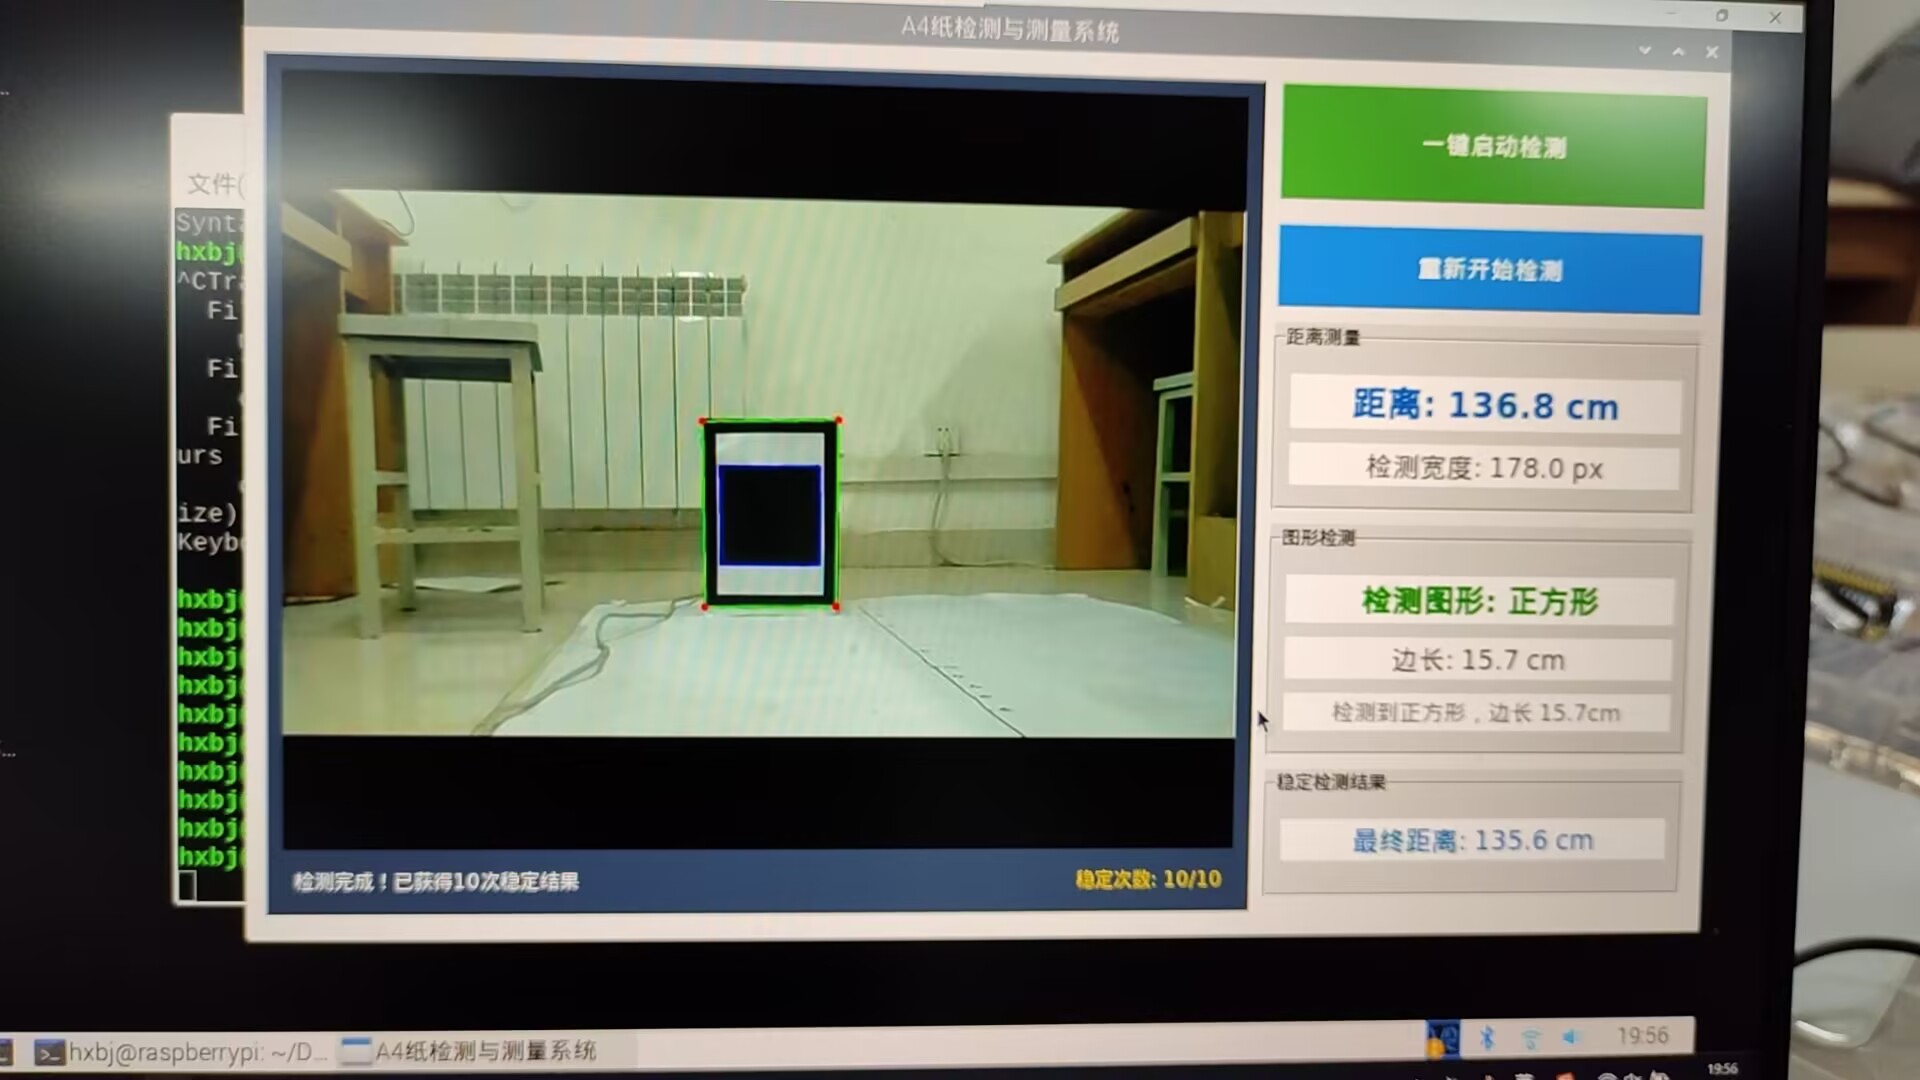 A4纸检测与测量系统
一键启动检测
重新开始检测
距离测量
距离: 136.8 cm
检测宽度: 178.0 px
图形检测
检测图形: 正方形
边长: 15.7 cm
检测到正方形，边长 15.7cm
稳定检测结果
最终距离: 135.6 cm
检测完成！已获得10次稳定结果
稳定次数: 10/10
文件(
Synta
hxbj@
^CTra
Fi
Fi
Fi
urs
ize)
Keybo
hxbj@
hxbj@
hxbj@
hxbj@
hxbj@
hxbj@
hxbj@
hxbj@
hxbj@
hxbj@
hxbj@raspberrypi: ~/D...
A4纸检测与测量系统
19:56
19:56